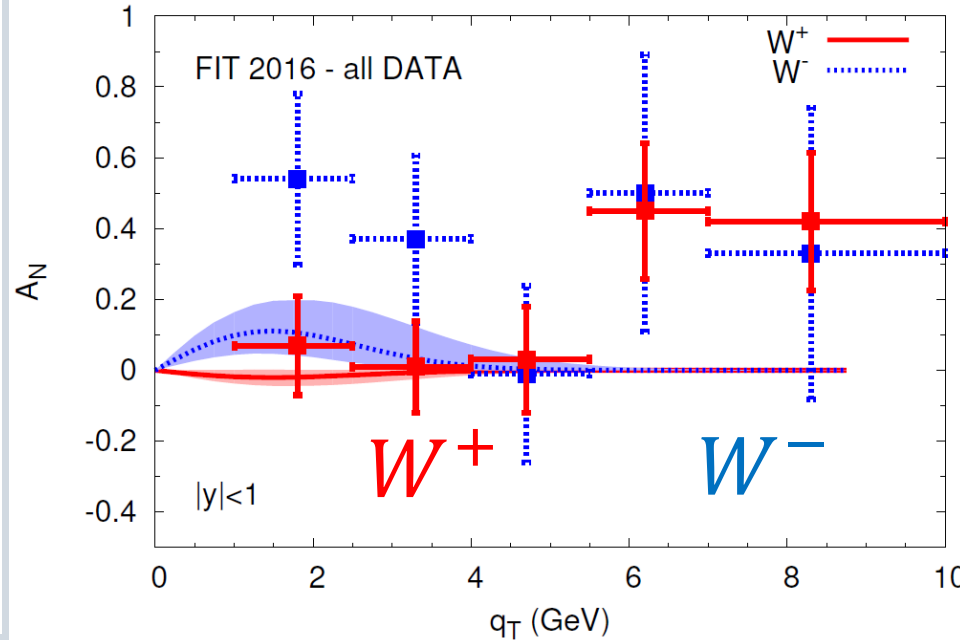 1
0.8
0.6
0.4
0.2
0
-0.2
-0.4
A_N
FIT 2016 - all DATA
W⁺
W⁻
W⁺
W⁻
|y|<1
0 2 4 6 8 10
q_T (GeV)